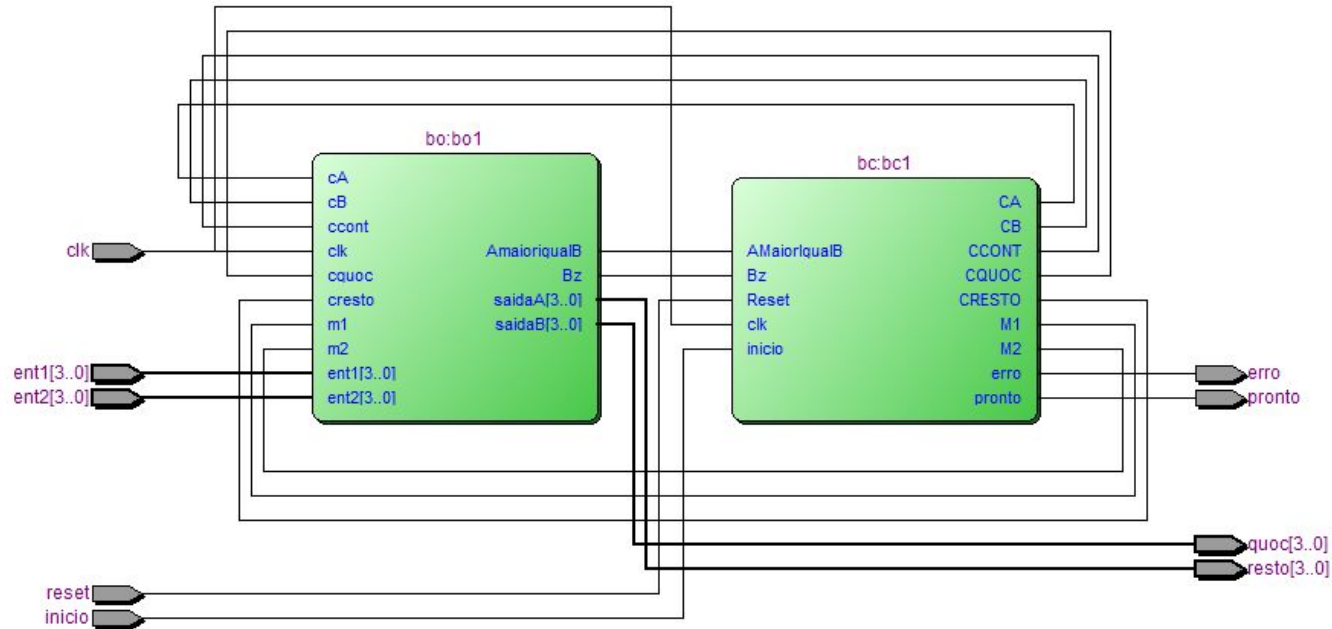 bo:bo1
cA
cB
ccont
clk
cquoc
cresto
m1
m2
ent1[3..0]
ent2[3..0]
AmaioriqualB
Bz
saidaA[3..0]
saidaB[3..0]
bc:bc1
AMaiorIqualB
Bz
Reset
clk
inicio
CA
CB
CCONT
CQUOC
CRESTO
M1
M2
erro
pronto
clk
ent1[3..0]
ent2[3..0]
reset
inicio
erro
pronto
quoc[3..0]
resto[3..0]